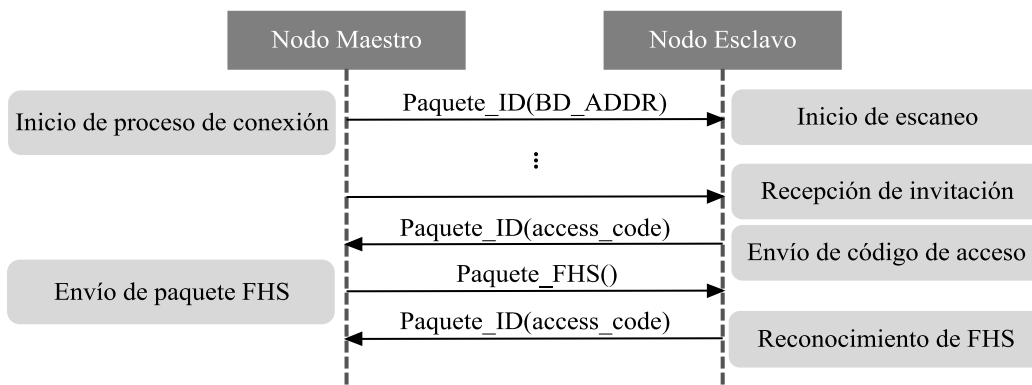 Nodo Maestro
Nodo Esclavo
Inicio de proceso de conexión
Paquete_ID(BD_ADDR)
Inicio de escaneo
Recepción de invitación
Paquete_ID(access_code)
Envío de código de acceso
Envío de paquete FHS
Paquete_FHS()
Paquete_ID(access_code)
Reconocimiento de FHS